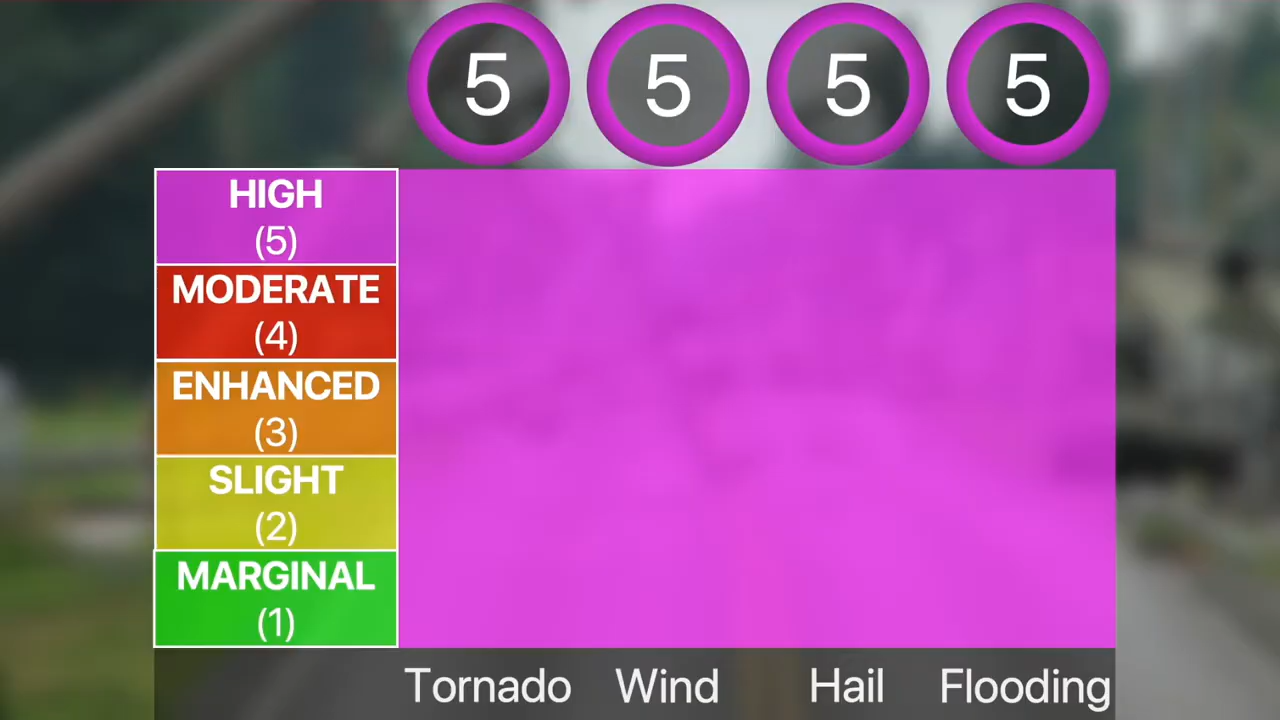 5 5 5 5
HIGH
(5)
MODERATE
(4)
ENHANCED
(3)
SLIGHT
(2)
MARGINAL
(1)
Tornado Wind Hail Flooding